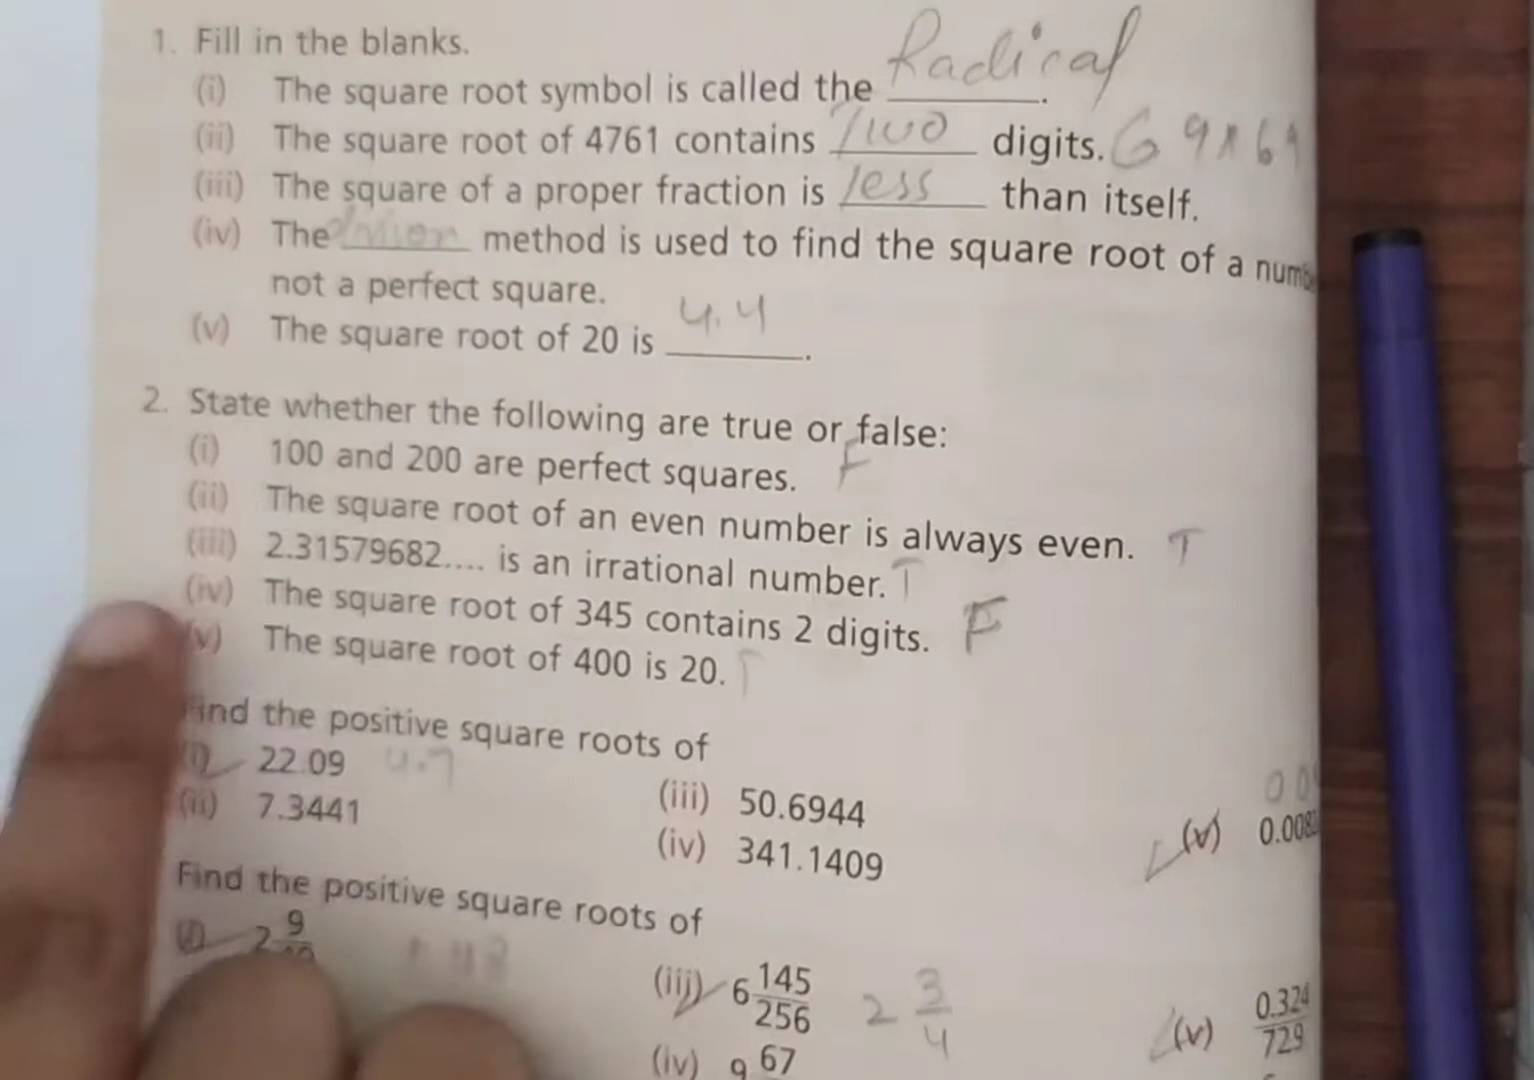 1. Fill in the blanks.
(i) The square root symbol is called the Radical.
(ii) The square root of 4761 contains Two digits. 69 x 69
(iii) The square of a proper fraction is less than itself.
(iv) The division method is used to find the square root of a
not a perfect square.
(v) The square root of 20 is 4.4.
2. State whether the following are true or false:
(i) 100 and 200 are perfect squares. F
(ii) The square root of an even number is always even. T
(iii) 2.31579682.... is an irrational number. T
(iv) The square root of 345 contains 2 digits. F
(v) The square root of 400 is 20. T
the positive square roots of
(i) 22.09 4.7
(ii) 7.3441
(iii) 50.6944
(iv) 341.1409
(v)
Find the positive square roots of
(i) 2 9
(iii) 6 145/256 2 3/4
(iv) 9 67
(v) 0.324/729